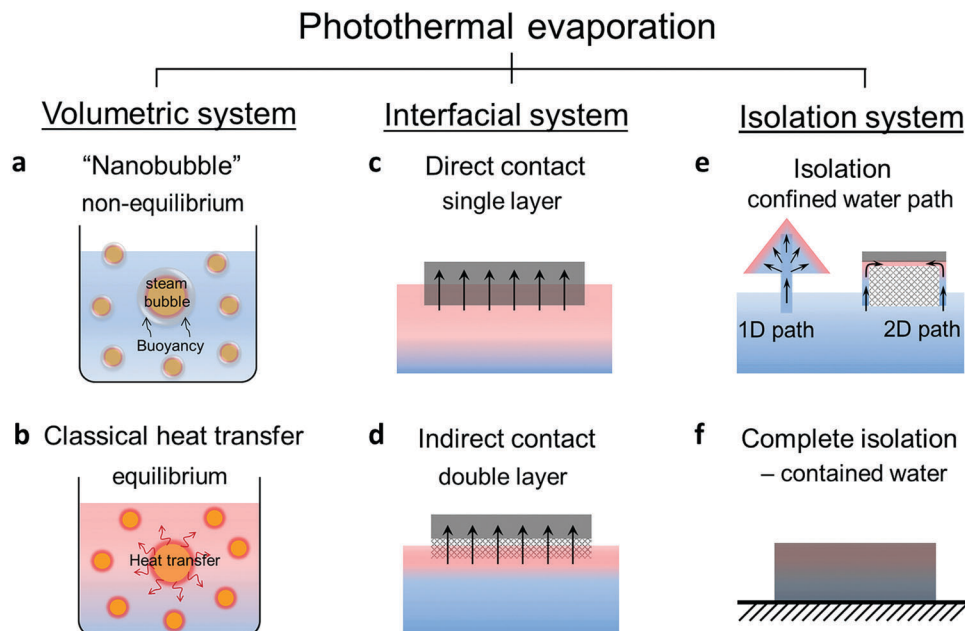 Photothermal evaporation
Volumetric system
Interfacial system
Isolation system
a
"Nanobubble"
non-equilibrium
steam
bubble
Buoyancy
c
Direct contact
single layer
e
Isolation
confined water path
1D path
2D path
b
Classical heat transfer
equilibrium
Heat transfer
d
Indirect contact
double layer
f
Complete isolation
– contained water